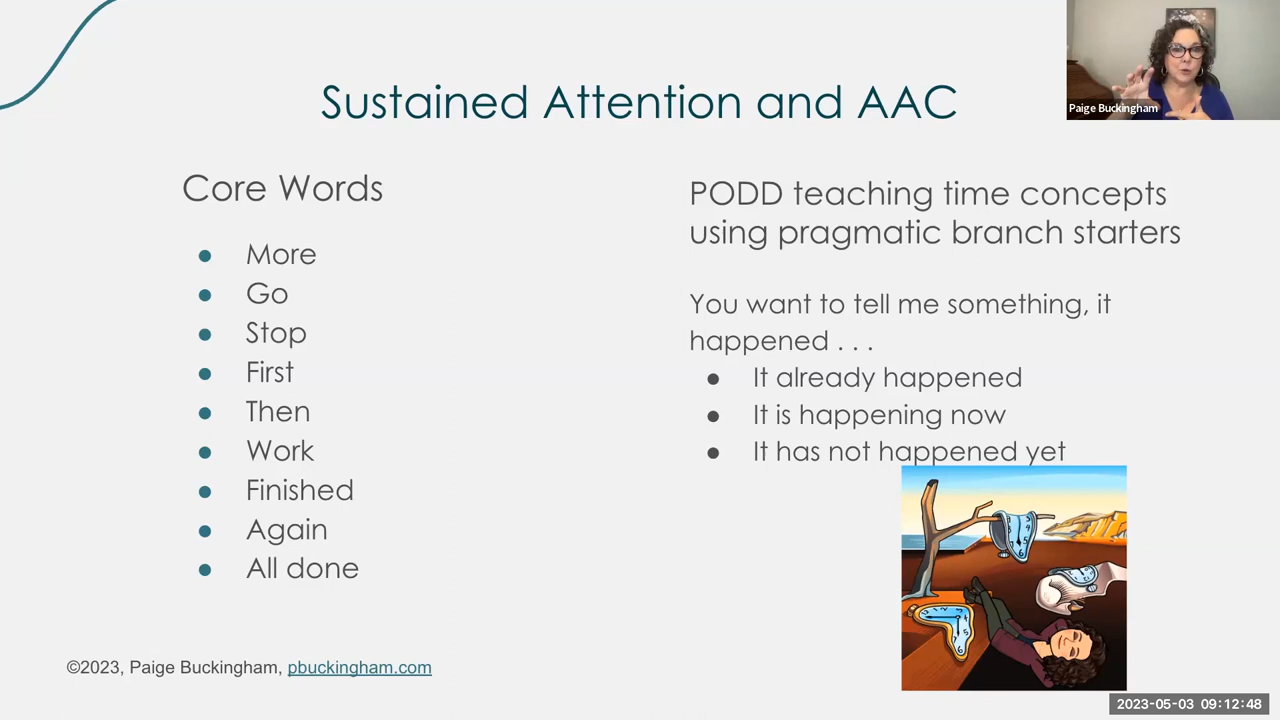 Sustained Attention and AAC
Paige Buckingham
Core Words
● More
● Go
● Stop
● First
● Then
● Work
● Finished
● Again
● All done
PODD teaching time concepts
using pragmatic branch starters
You want to tell me something, it
happened . . .
● It already happened
● It is happening now
● It has not happened yet
©2023, Paige Buckingham, pbuckingham.com
2023-05-03 09:12:48